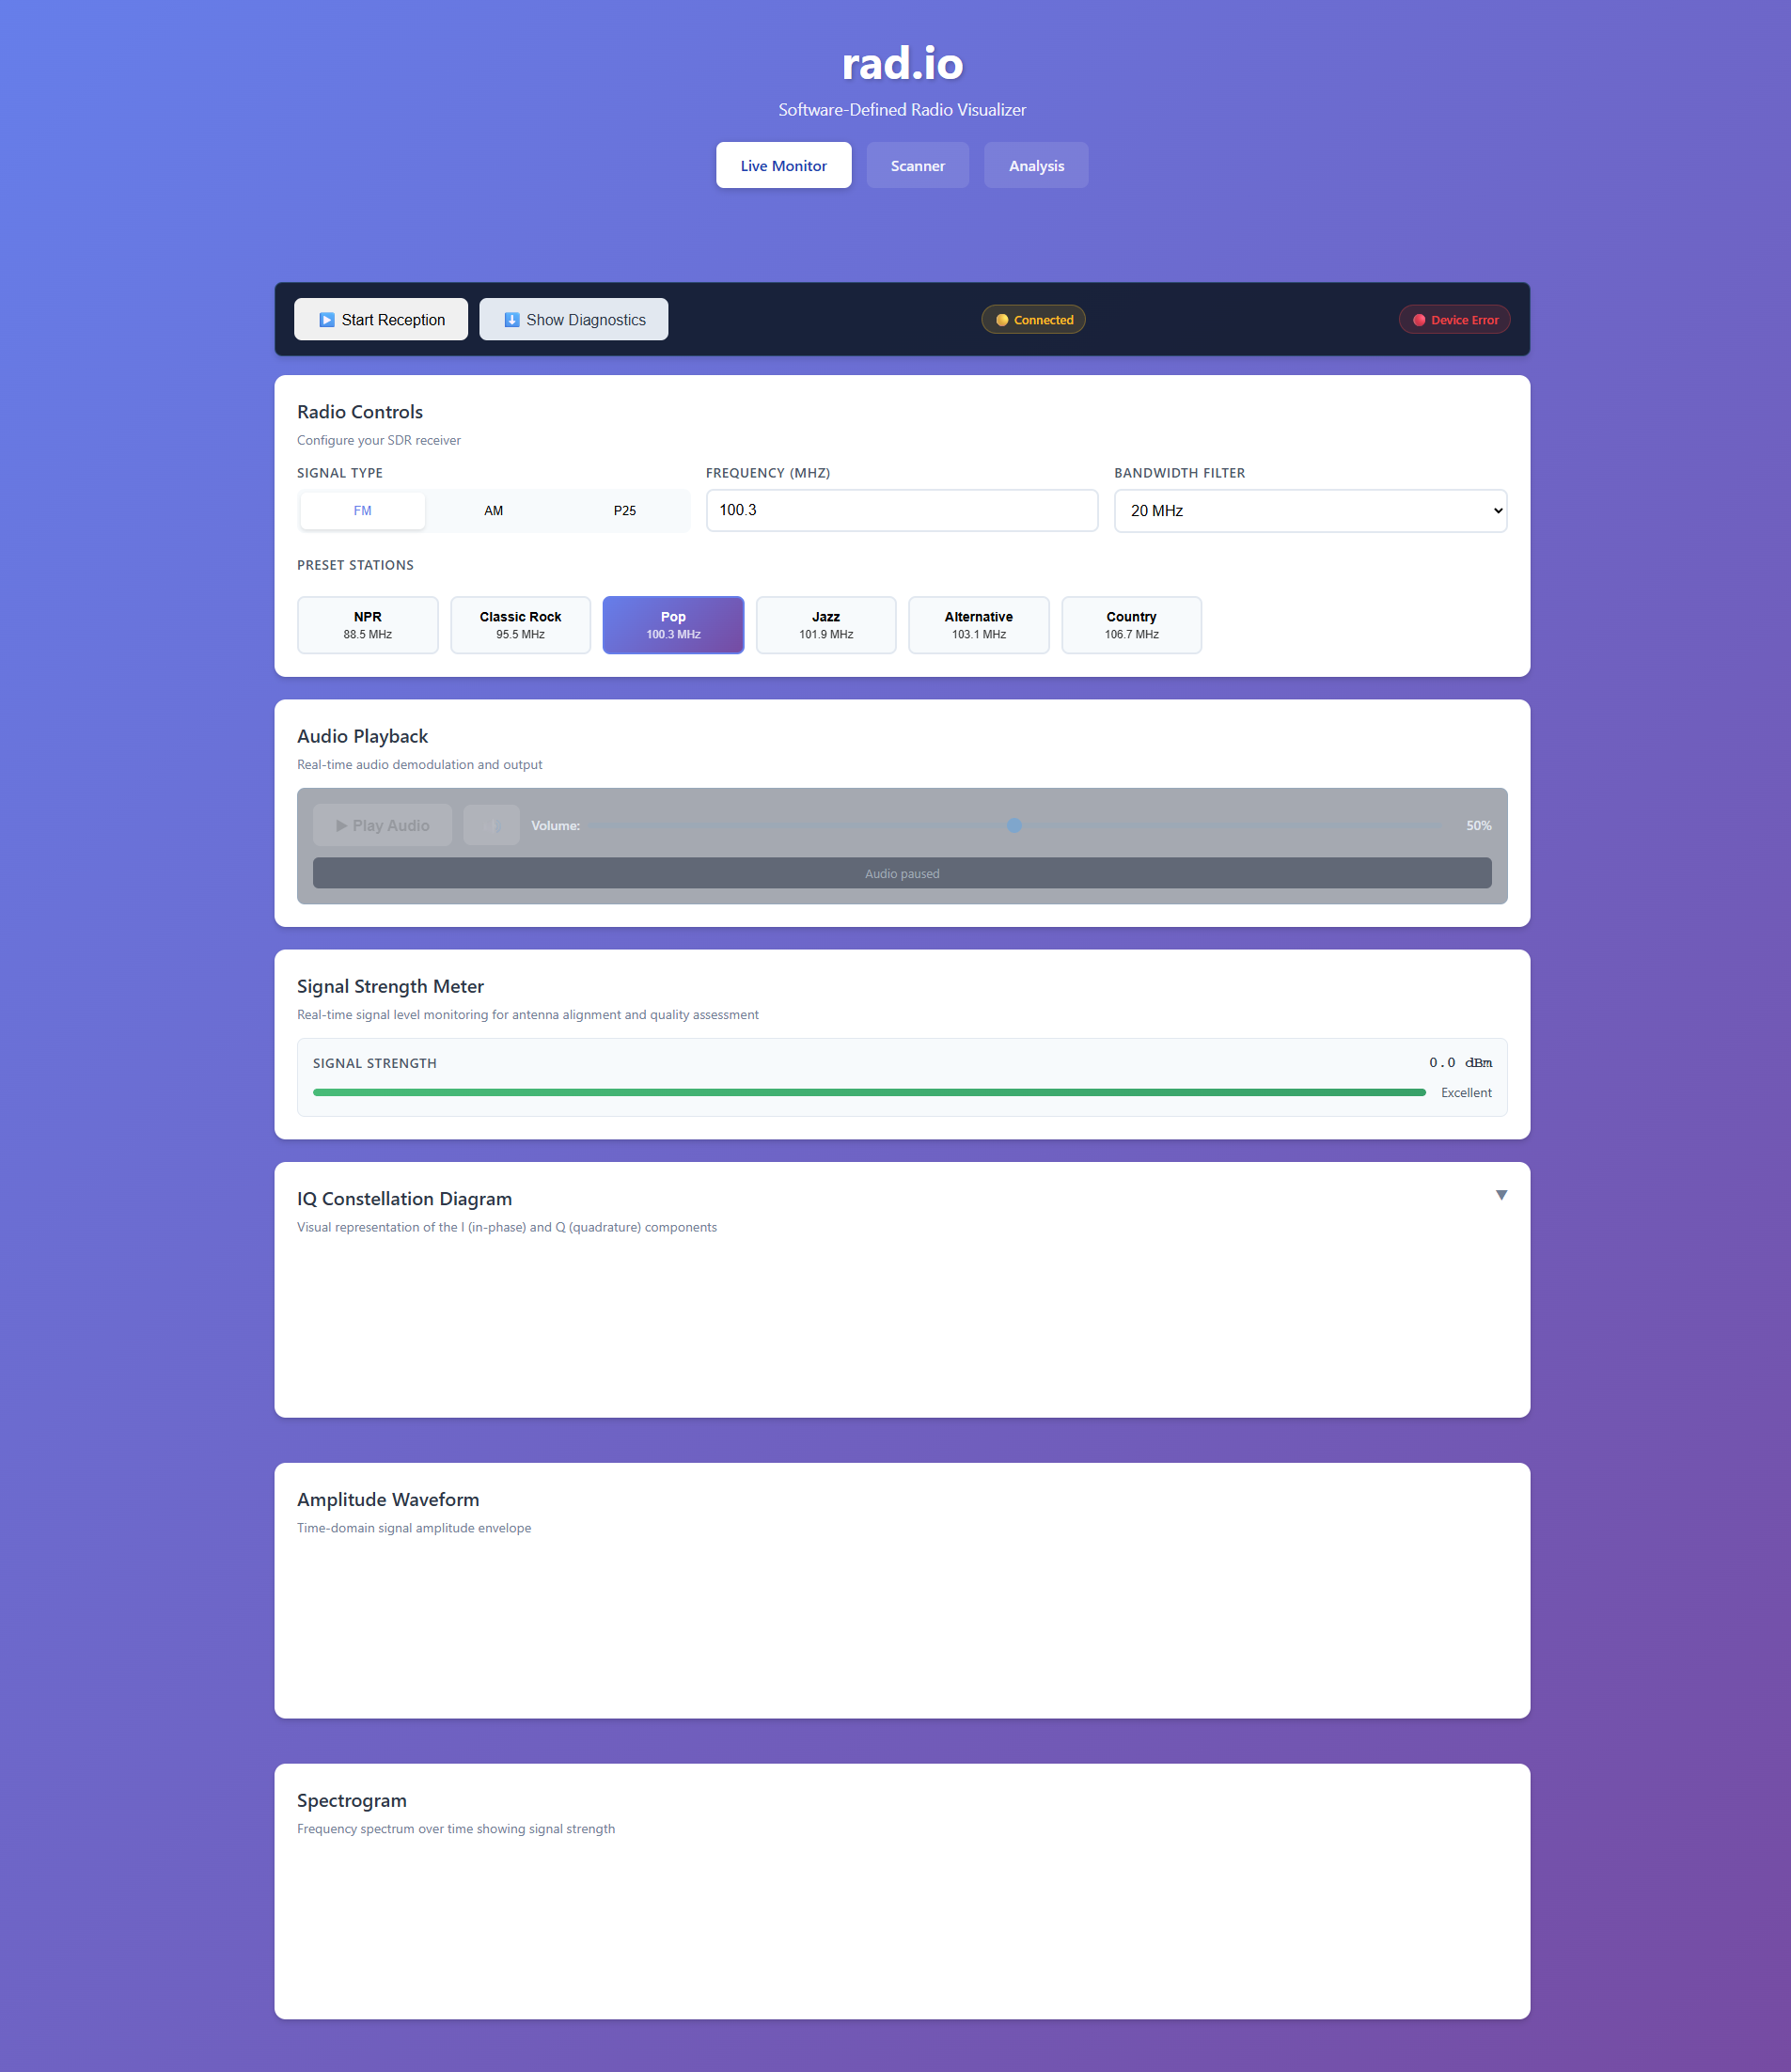 rad.io
Software-Defined Radio Visualizer
Live Monitor Scanner Analysis
Start Reception Show Diagnostics Connected Device Error
Radio Controls
Configure your SDR receiver
SIGNAL TYPE FREQUENCY (MHZ) BANDWIDTH FILTER
FM AM P25 100.3 20 MHz
PRESET STATIONS
NPR Classic Rock Pop Jazz Alternative Country
88.5 MHz 95.5 MHz 100.3 MHz 101.9 MHz 103.1 MHz 106.7 MHz
Audio Playback
Real-time audio demodulation and output
Play Audio Volume: 50%
Audio paused
Signal Strength Meter
Real-time signal level monitoring for antenna alignment and quality assessment
SIGNAL STRENGTH 0.0 dBm
Excellent
IQ Constellation Diagram
Visual representation of the I (in-phase) and Q (quadrature) components
Amplitude Waveform
Time-domain signal amplitude envelope
Spectrogram
Frequency spectrum over time showing signal strength